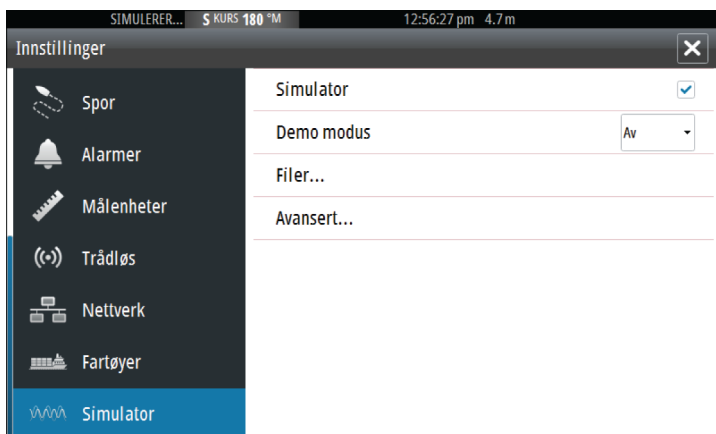 SIMULERER... S KURS 180 °M 12:56:27 pm 4.7 m
Innstillinger
Spor
Alarmer
Målenheter
Trådløs
Nettverk
Fartøyer
Simulator
Simulator
Demo modus Av
Filer...
Avansert...